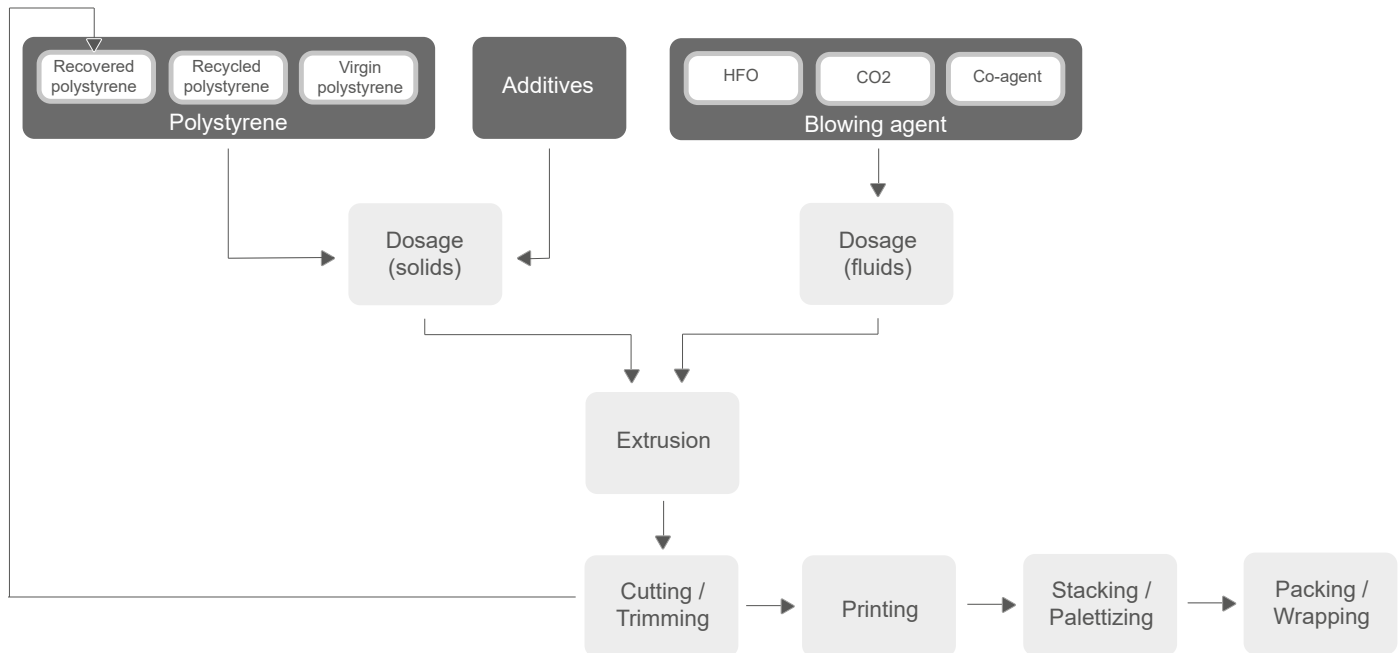 Recovered
polystyrene
Recycled
polystyrene
Virgin
polystyrene
Polystyrene
Additives
HFO
CO2
Co-agent
Blowing agent
Dosage
(solids)
Dosage
(fluids)
Extrusion
Cutting /
Trimming
Printing
Stacking /
Palettizing
Packing /
Wrapping